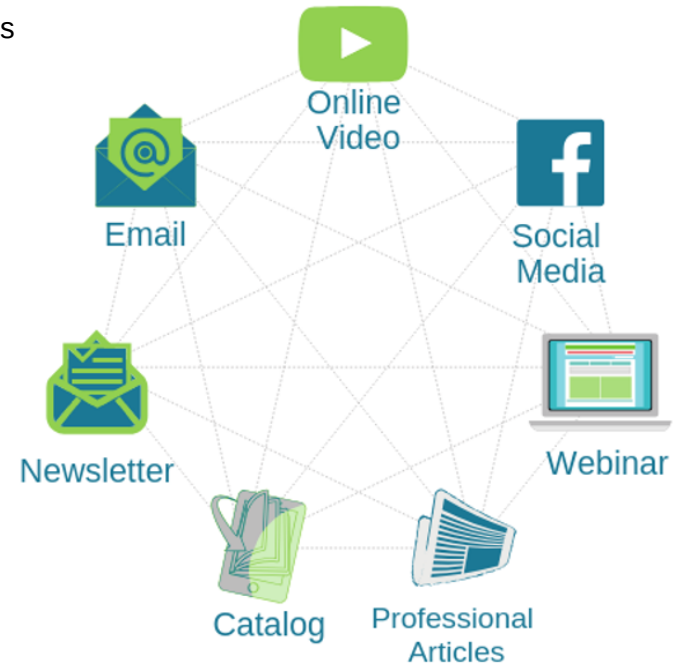 s
Online
Video
Email
Social
Media
Newsletter
Webinar
Catalog
Professional
Articles